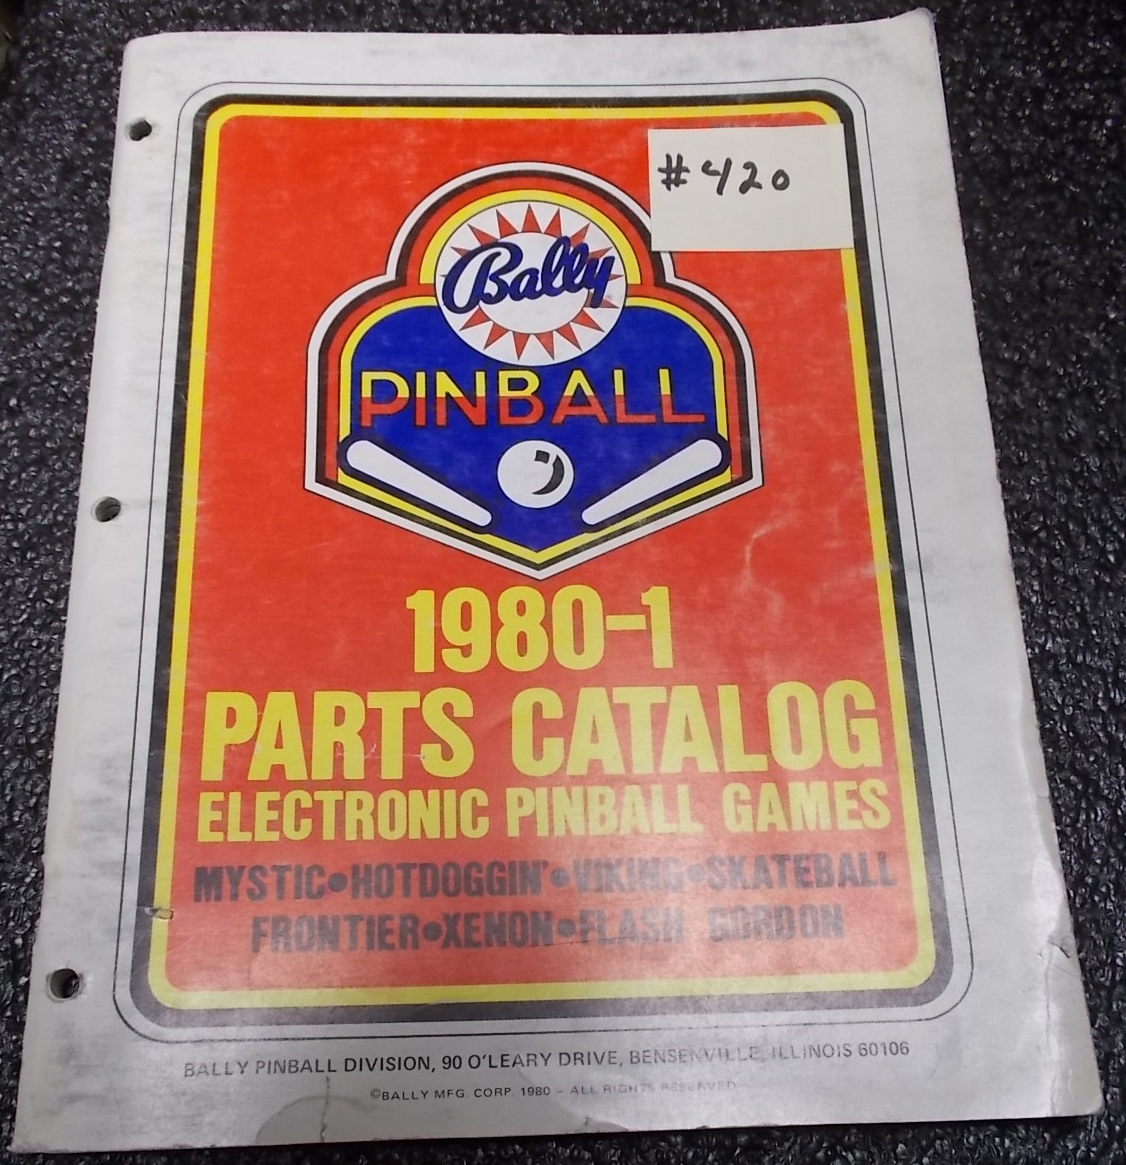 #420
Bally
PINBALL
1980-1
PARTS CATALOG
ELECTRONIC PINBALL GAMES
MYSTIC•HOTDOGGIN'•VIKING•SKATEBALL
FRONTIER•XENON•FLASH GORDON
BALLY PINBALL DIVISION, 90 O'LEARY DRIVE, BENSENVILLE, ILLINOIS 60106
©BALLY MFG. CORP. 1980 – ALL RIGHTS RESERVED